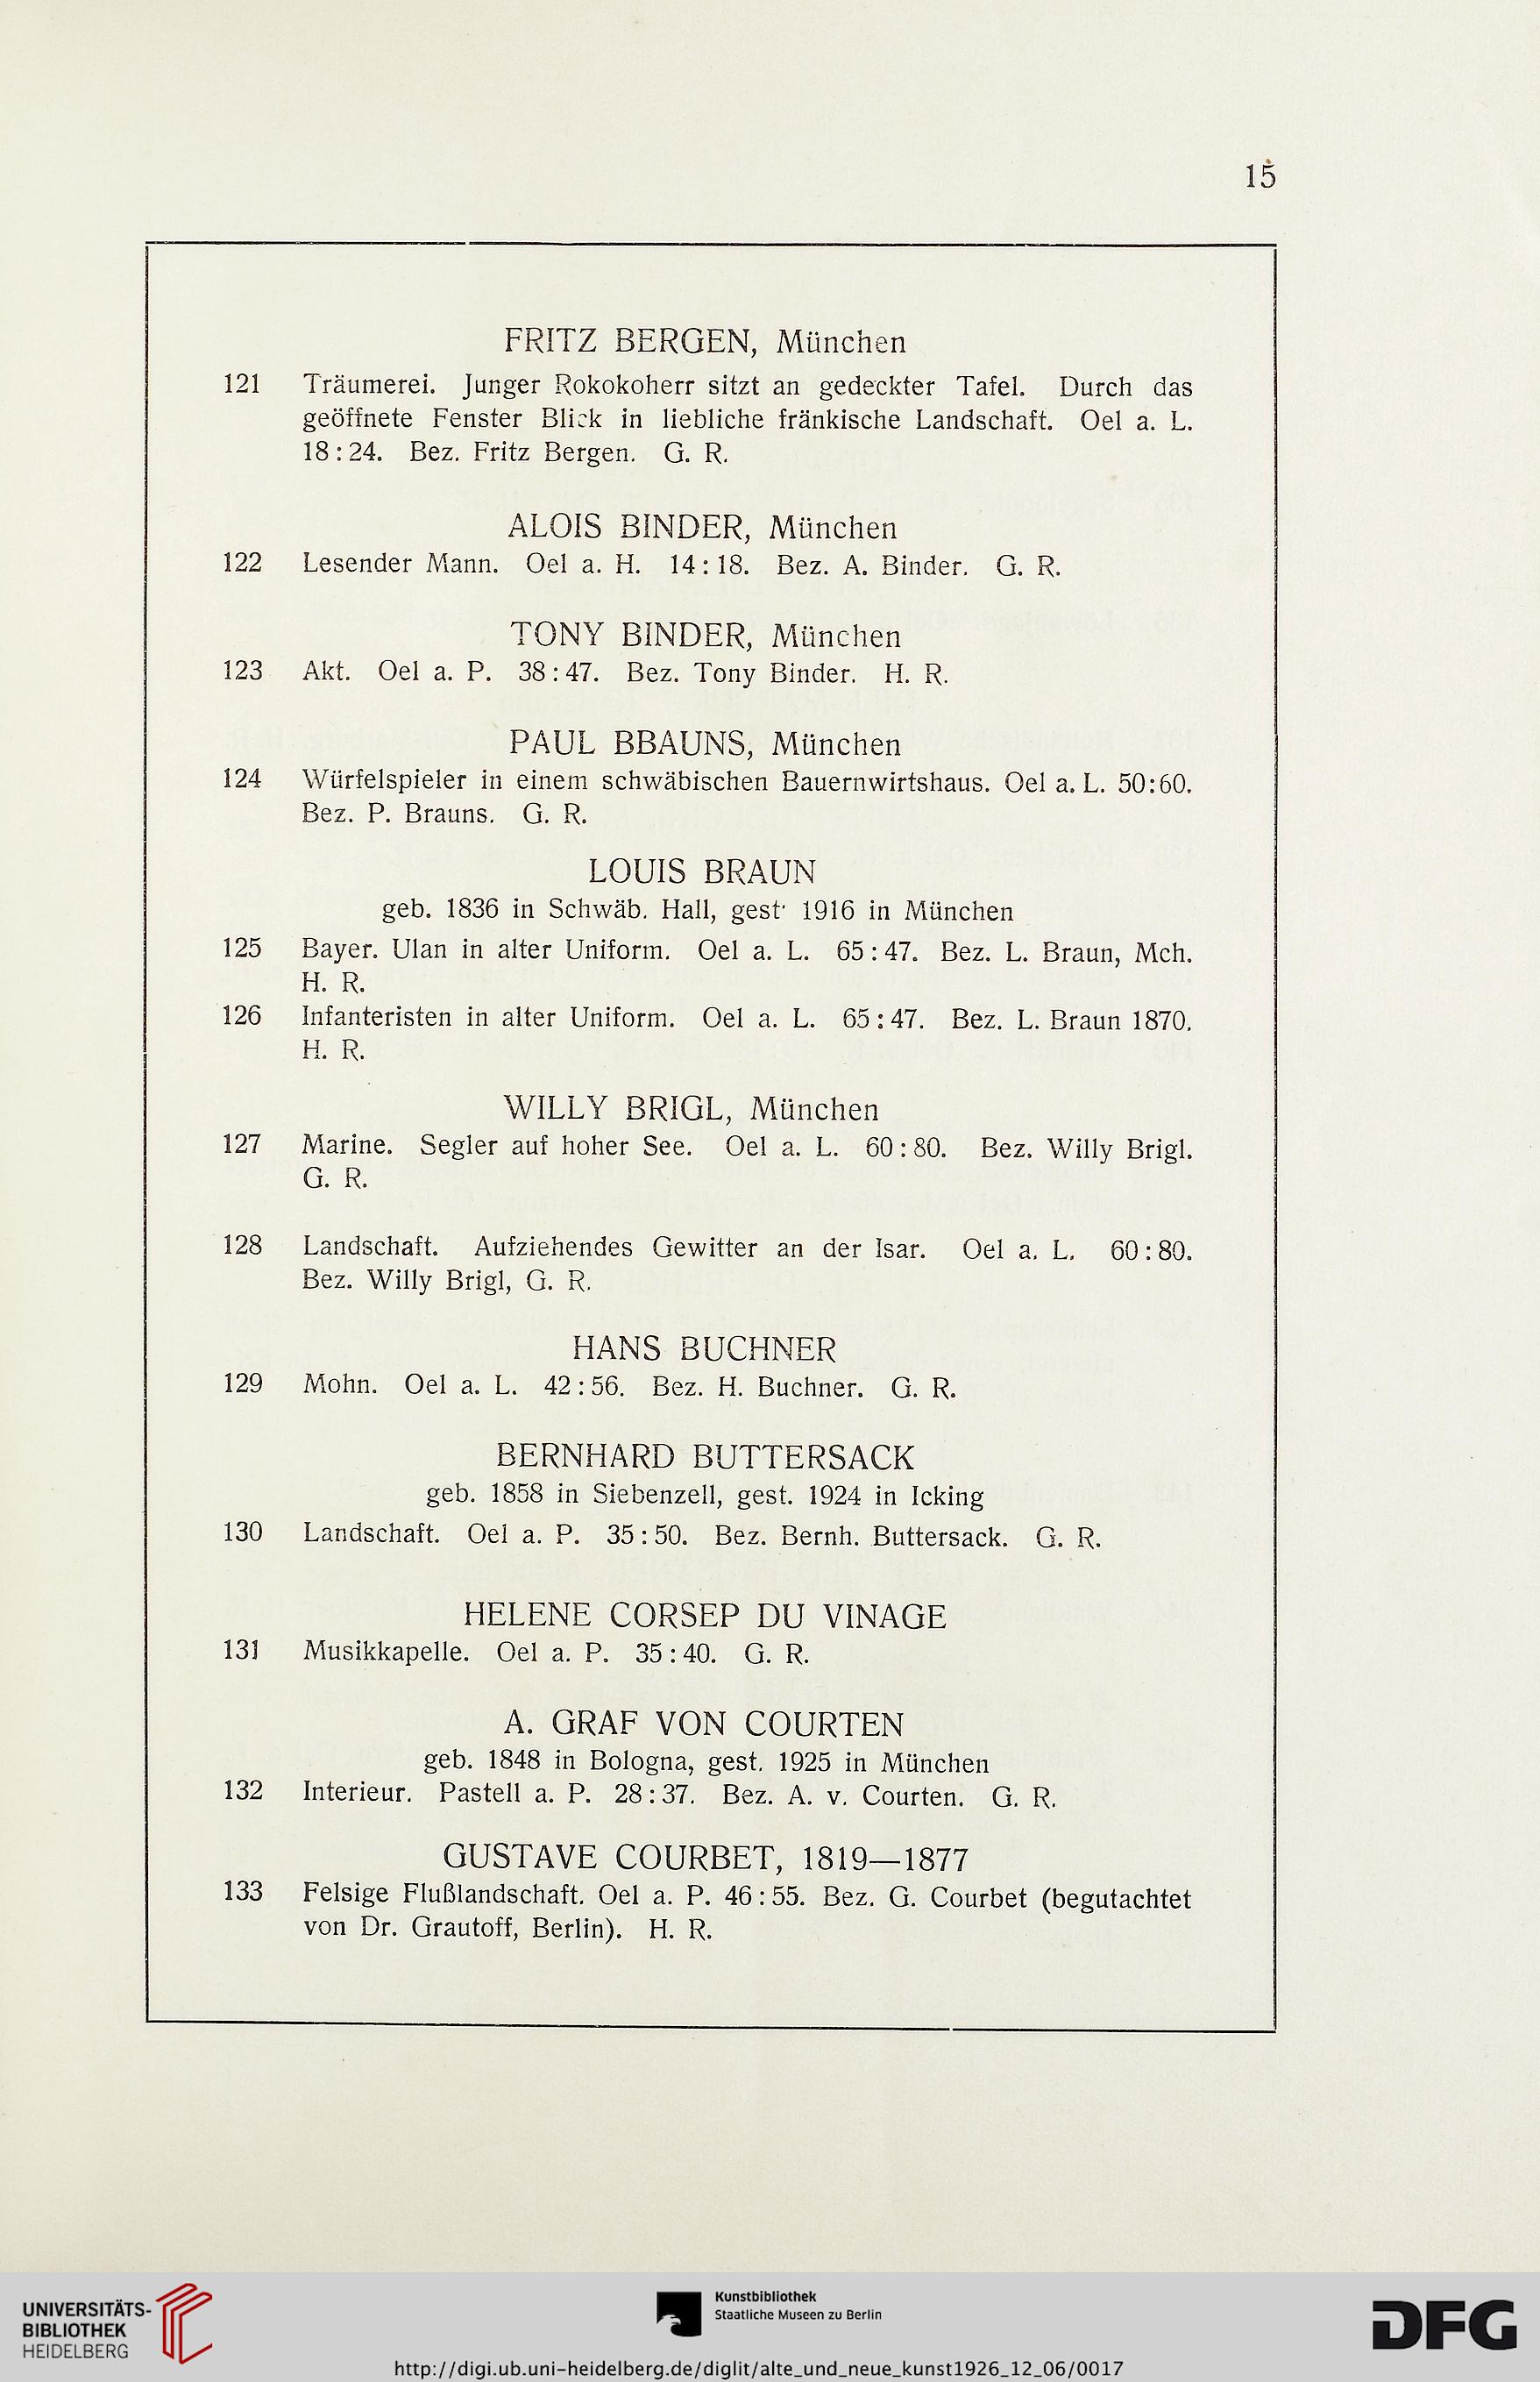 15
FRITZ BERGEN, München
121 Träumerei. Junger Rokokoherr sitzt an gedeckter Tafel. Durch das
geöffnete Fenster Blick in liebliche fränkische Landschaft. Oel a. L.
18:24. Bez. Fritz Bergen. G. R.
ALOIS BINDER, München
122 Lesender Mann. Oel a. H. 14:18. Bez. A. Binder. G. R.
TONY BINDER, München
123 Akt. Oel a. P. 38:47. Bez. Tony Binder. H. R.
PAUL BBAUNS, München
124 Würfelspieler in einem schwäbischen Bauernwirtshaus. Oel a. L. 50:60.
Bez. P. Brauns. G. R.
LOUIS BRAUN
geb. 1836 in Schwäb. Hall, gest· 1916 in München
125 Bayer. Ulan in alter Uniform. Oel a. L. 65:47. Bez. L. Braun, Mch.
H. R.
126 Infanteristen in alter Uniform. Oel a. L. 65:47. Bez. L. Braun 1870.
H. R.
WILLY BRIGL, München
127 Marine. Segler auf hoher See. Oel a. L. 60:80. Bez. Willy Brigl.
G. R.
128 Landschaft. Aufziehendes Gewitter an der Isar. Oel a. L. 60:80.
Bez. Willy Brigl, G. R.
HANS BUCHNER
129 Mohn. Oel a. L. 42:56. Bez. H. Buchner. G. R.
BERNHARD BUTTERSACK
geb. 1858 in Siebenzell, gest. 1924 in Icking
130 Landschaft. Oel a. P. 35:50. Bez. Bernh. Buttersack. G. R.
HELENE CORSEP DU VINAGE
131 Musikkapelle. Oel a. P. 35:40. G. R.
A. GRAF VON COURTEN
geb. 1848 in Bologna, gest. 1925 in München
132 Interieur. Pastell a. P. 28:37. Bez. A. v. Courten. G. R.
GUSTAVE COURBET, 1819—1877
133 Felsige Flußlandschaft. Oel a. P. 46:55. Bez. G. Courbet (begutachtet
von Dr. Grautoff, Berlin). H. R.
UNIVERSITÄTS-
BIBLIOTHEK
HEIDELBERG
Kunstbibliothek
Staatliche Museen zu Berlin
DFG
http://digi.ub.uni-heidelberg.de/diglit/alte_und_neue_kunst1926_12_06/0017